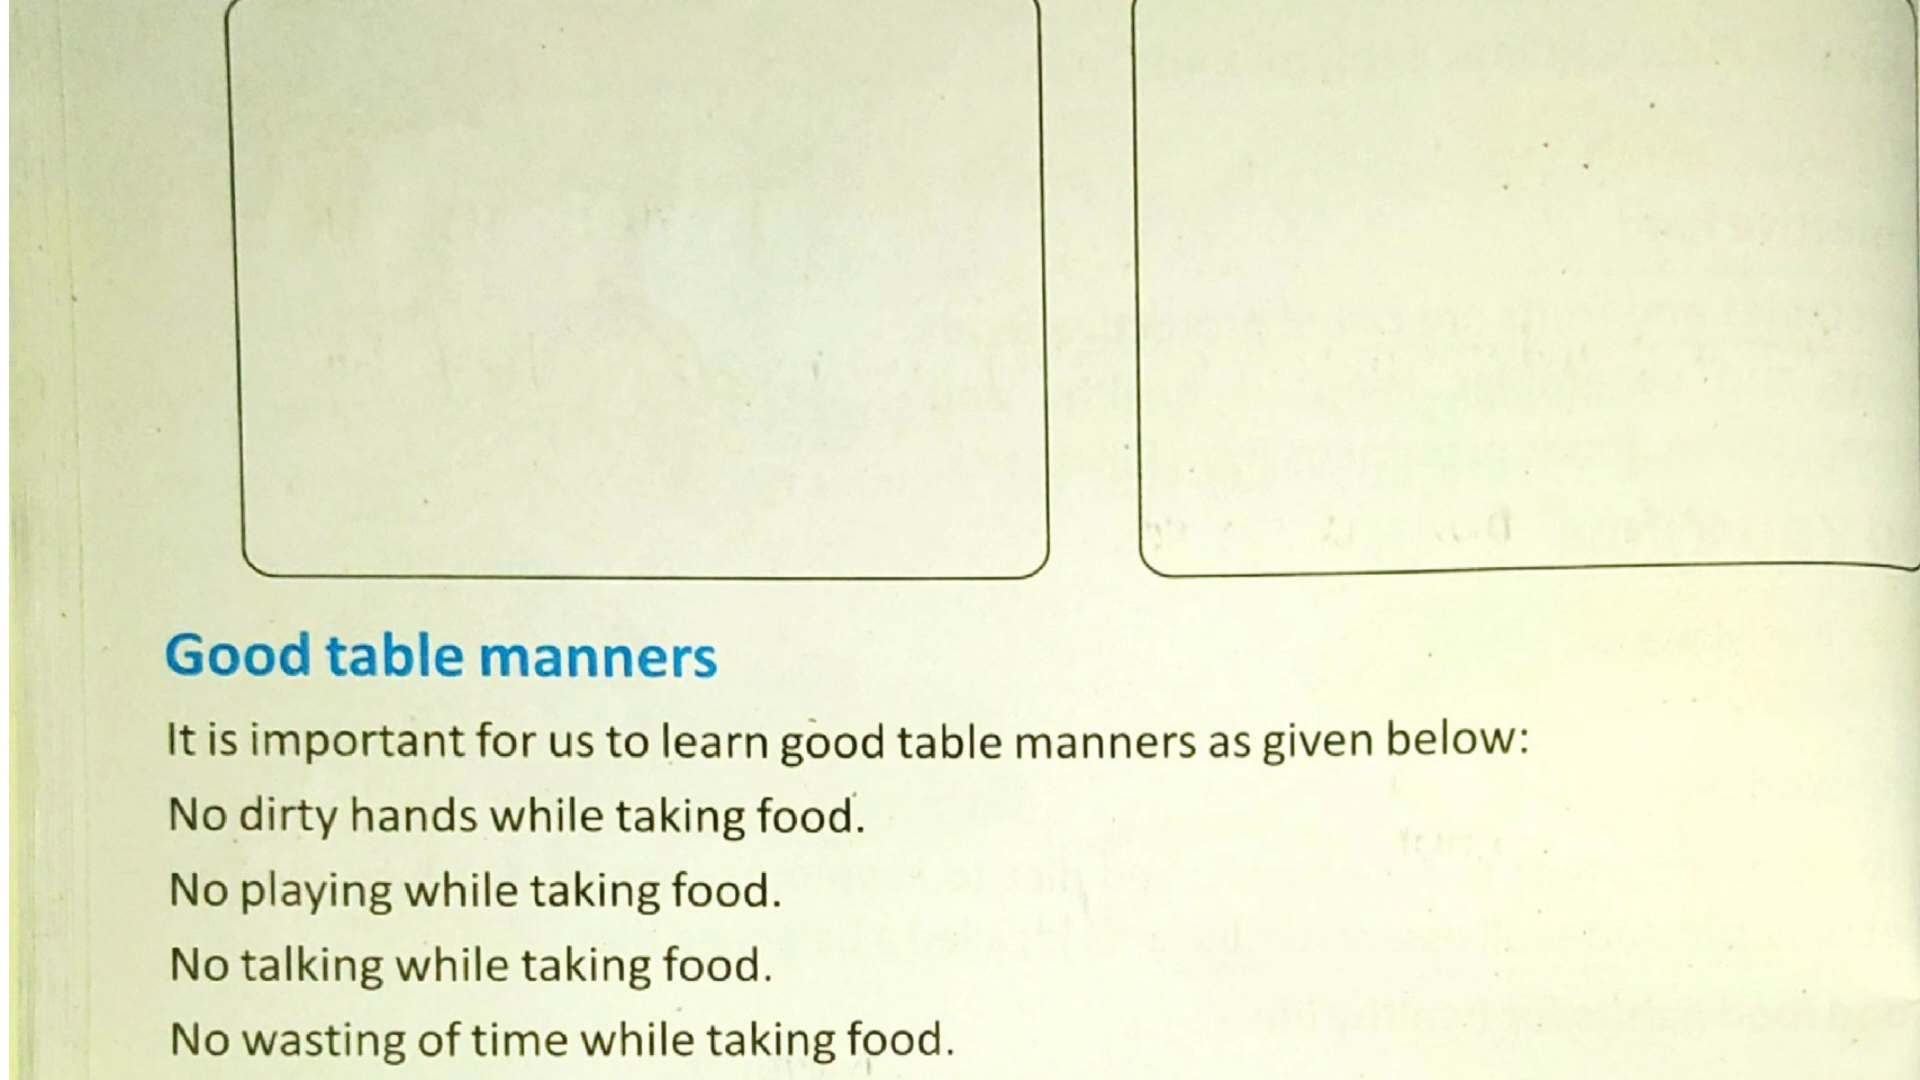 Good table manners
It is important for us to learn good table manners as given below:
No dirty hands while taking food.
No playing while taking food.
No talking while taking food.
No wasting of time while taking food.